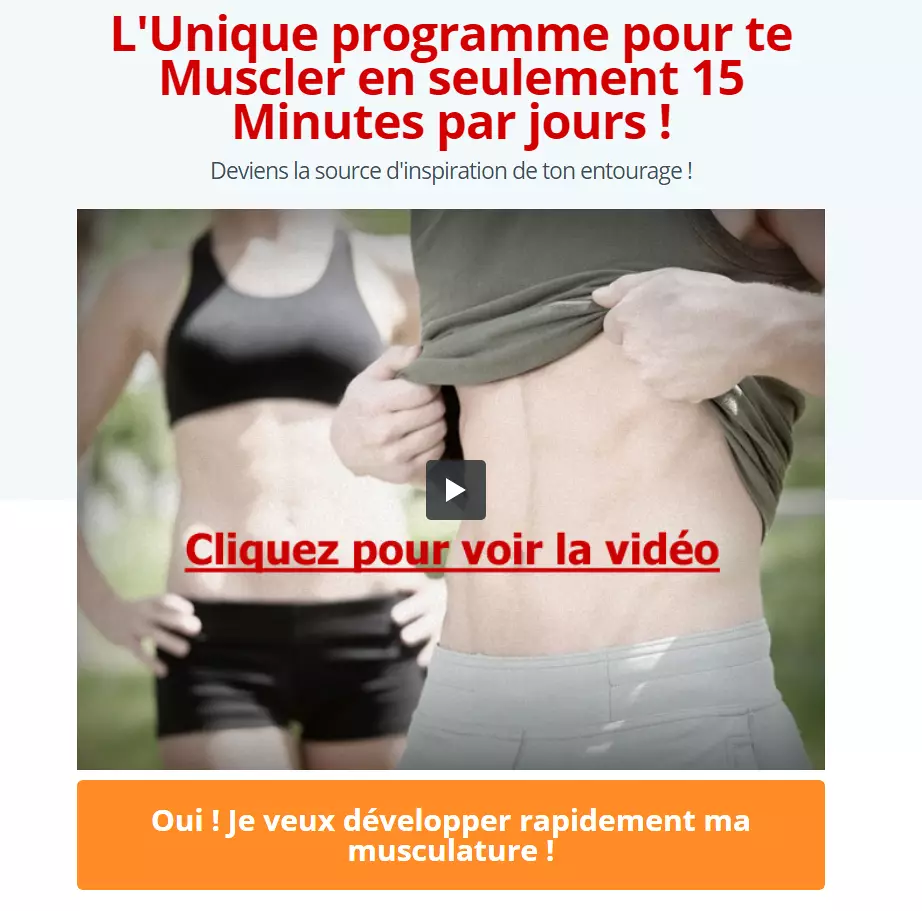 L'Unique programme pour te
Muscler en seulement 15
Minutes par jours !
Deviens la source d'inspiration de ton entourage !
Cliquez pour voir la vidéo
Oui ! Je veux développer rapidement ma
musculature !